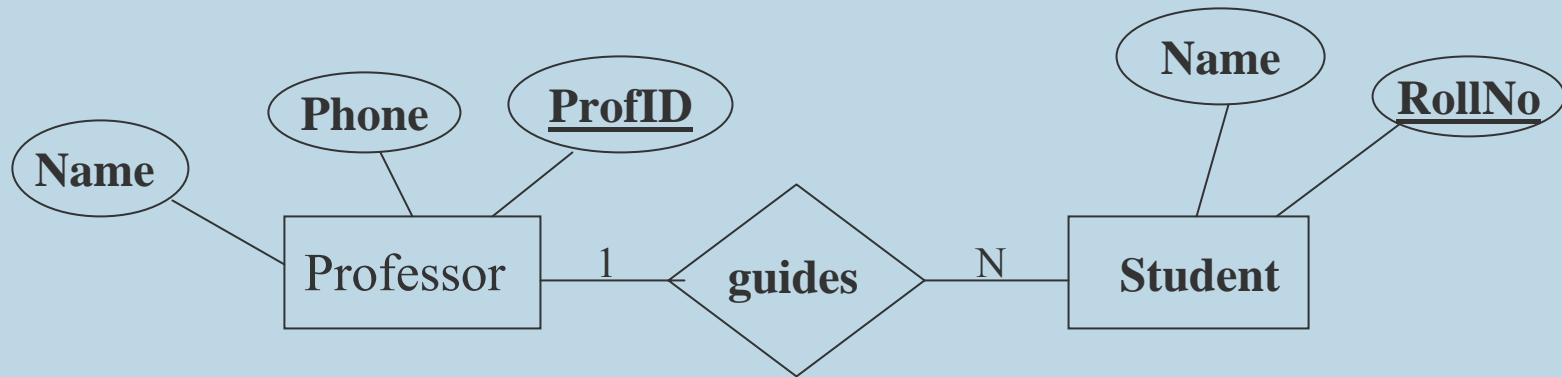 Name
Phone
ProfID
Name
RollNo
Professor
1
guides
N
Student